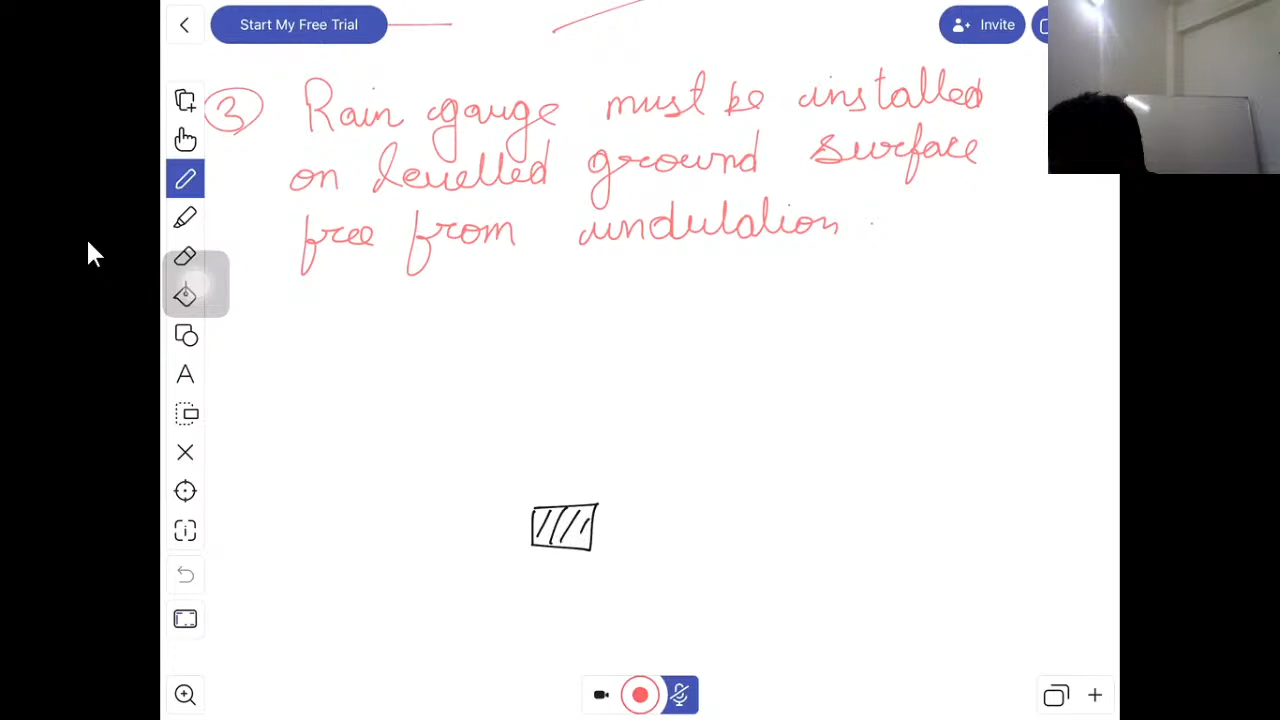 Start My Free Trial
Invite
3 Rain gauge must be installed
on levelled ground surface
free from undulation.
A